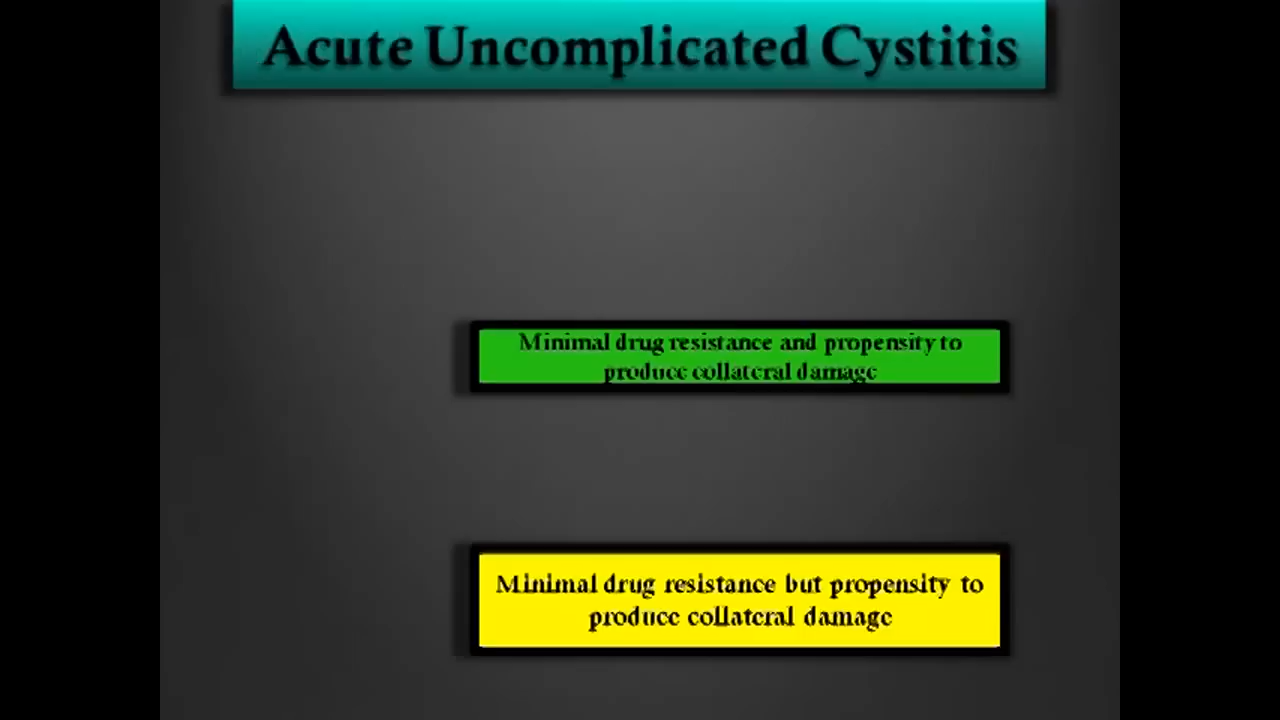 Acute Uncomplicated Cystitis
Minimal drug resistance and propensity to
produce collateral damage
Minimal drug resistance but propensity to
produce collateral damage